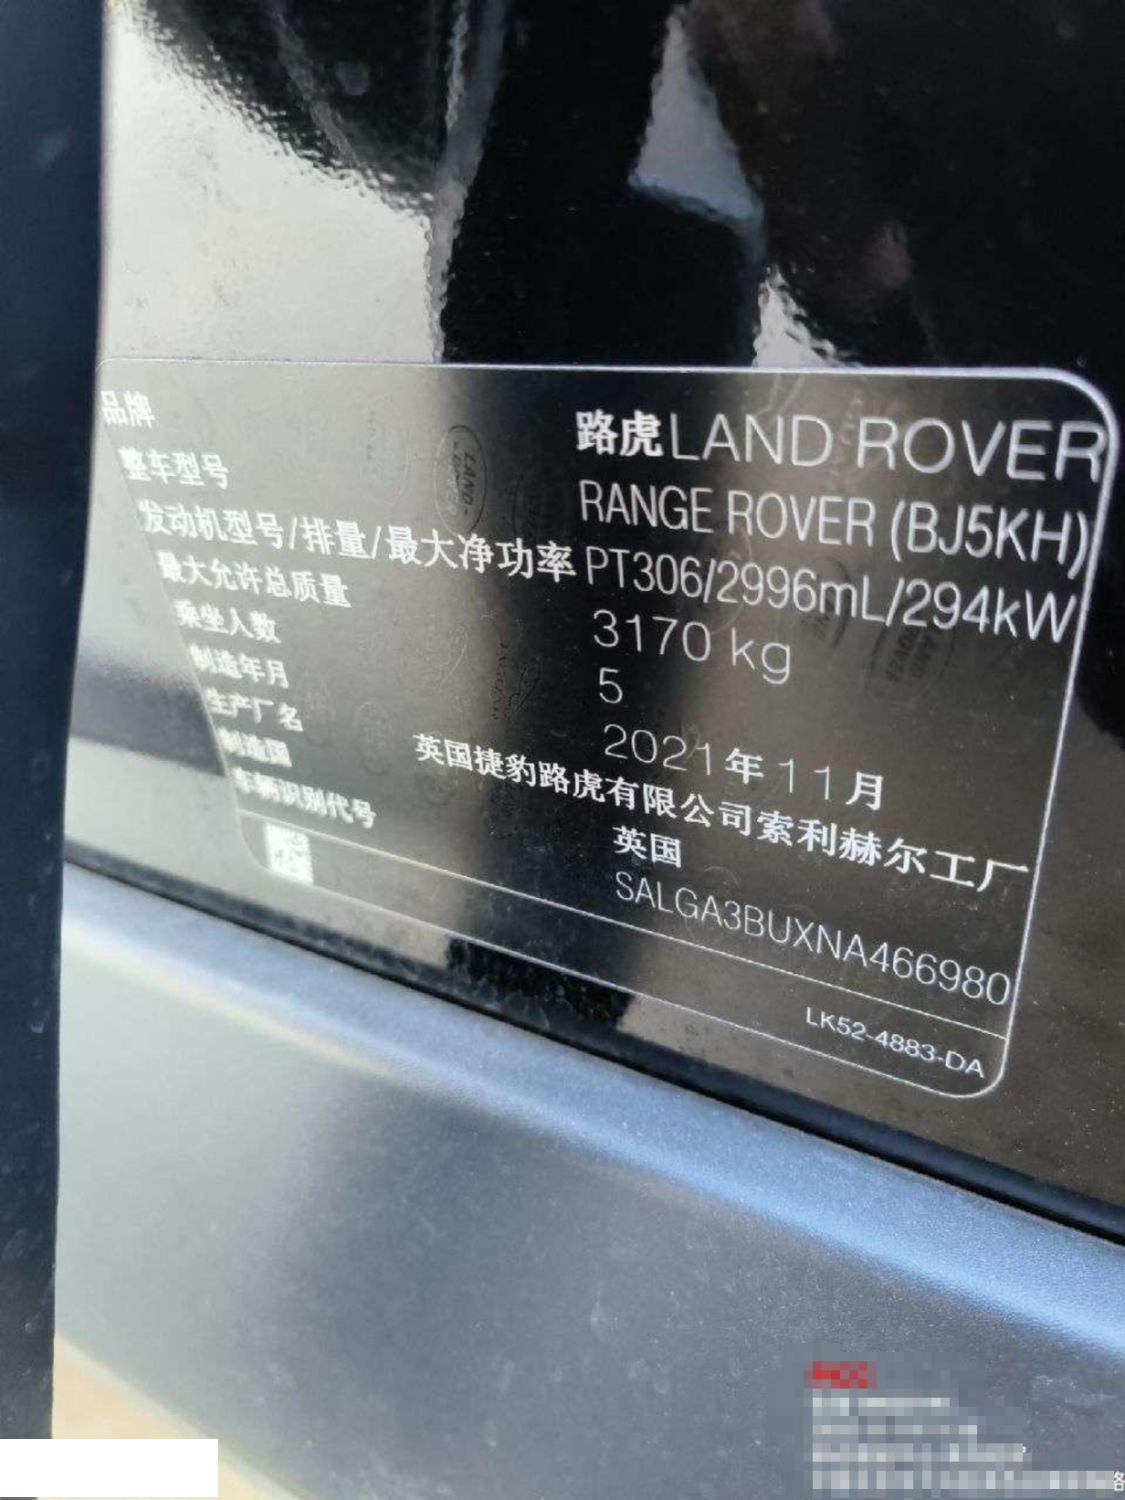 品牌 路虎LAND ROVER
整车型号 RANGE ROVER (BJ5KH)
发动机型号/排量/最大净功率 PT306/2996mL/294kW
最大允许总质量 3170 kg
乘坐人数 5
制造年月 2021年11月
生产厂名 英国捷豹路虎有限公司索利赫尔工厂
制造国 英国
车辆识别代号 SALGA3BUXNA466980
LK52-4883-DA
LAND-
ROVER
路